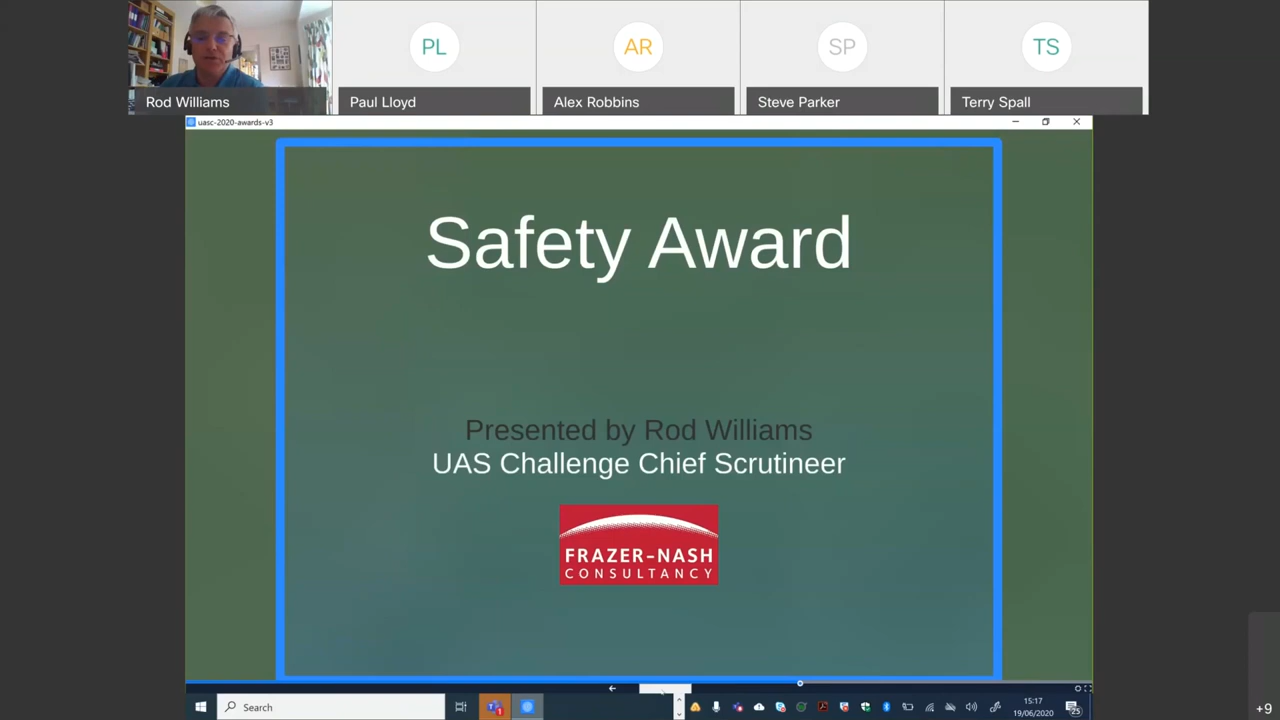 PL
AR
SP
TS
Rod Williams
Paul Lloyd
Alex Robbins
Steve Parker
Terry Spall
uasc-2020-awards-v3
Safety Award
Presented by Rod Williams
UAS Challenge Chief Scrutineer
FRAZER-NASH
CONSULTANCY
Search
1
15:17
19/06/2020
25
+9